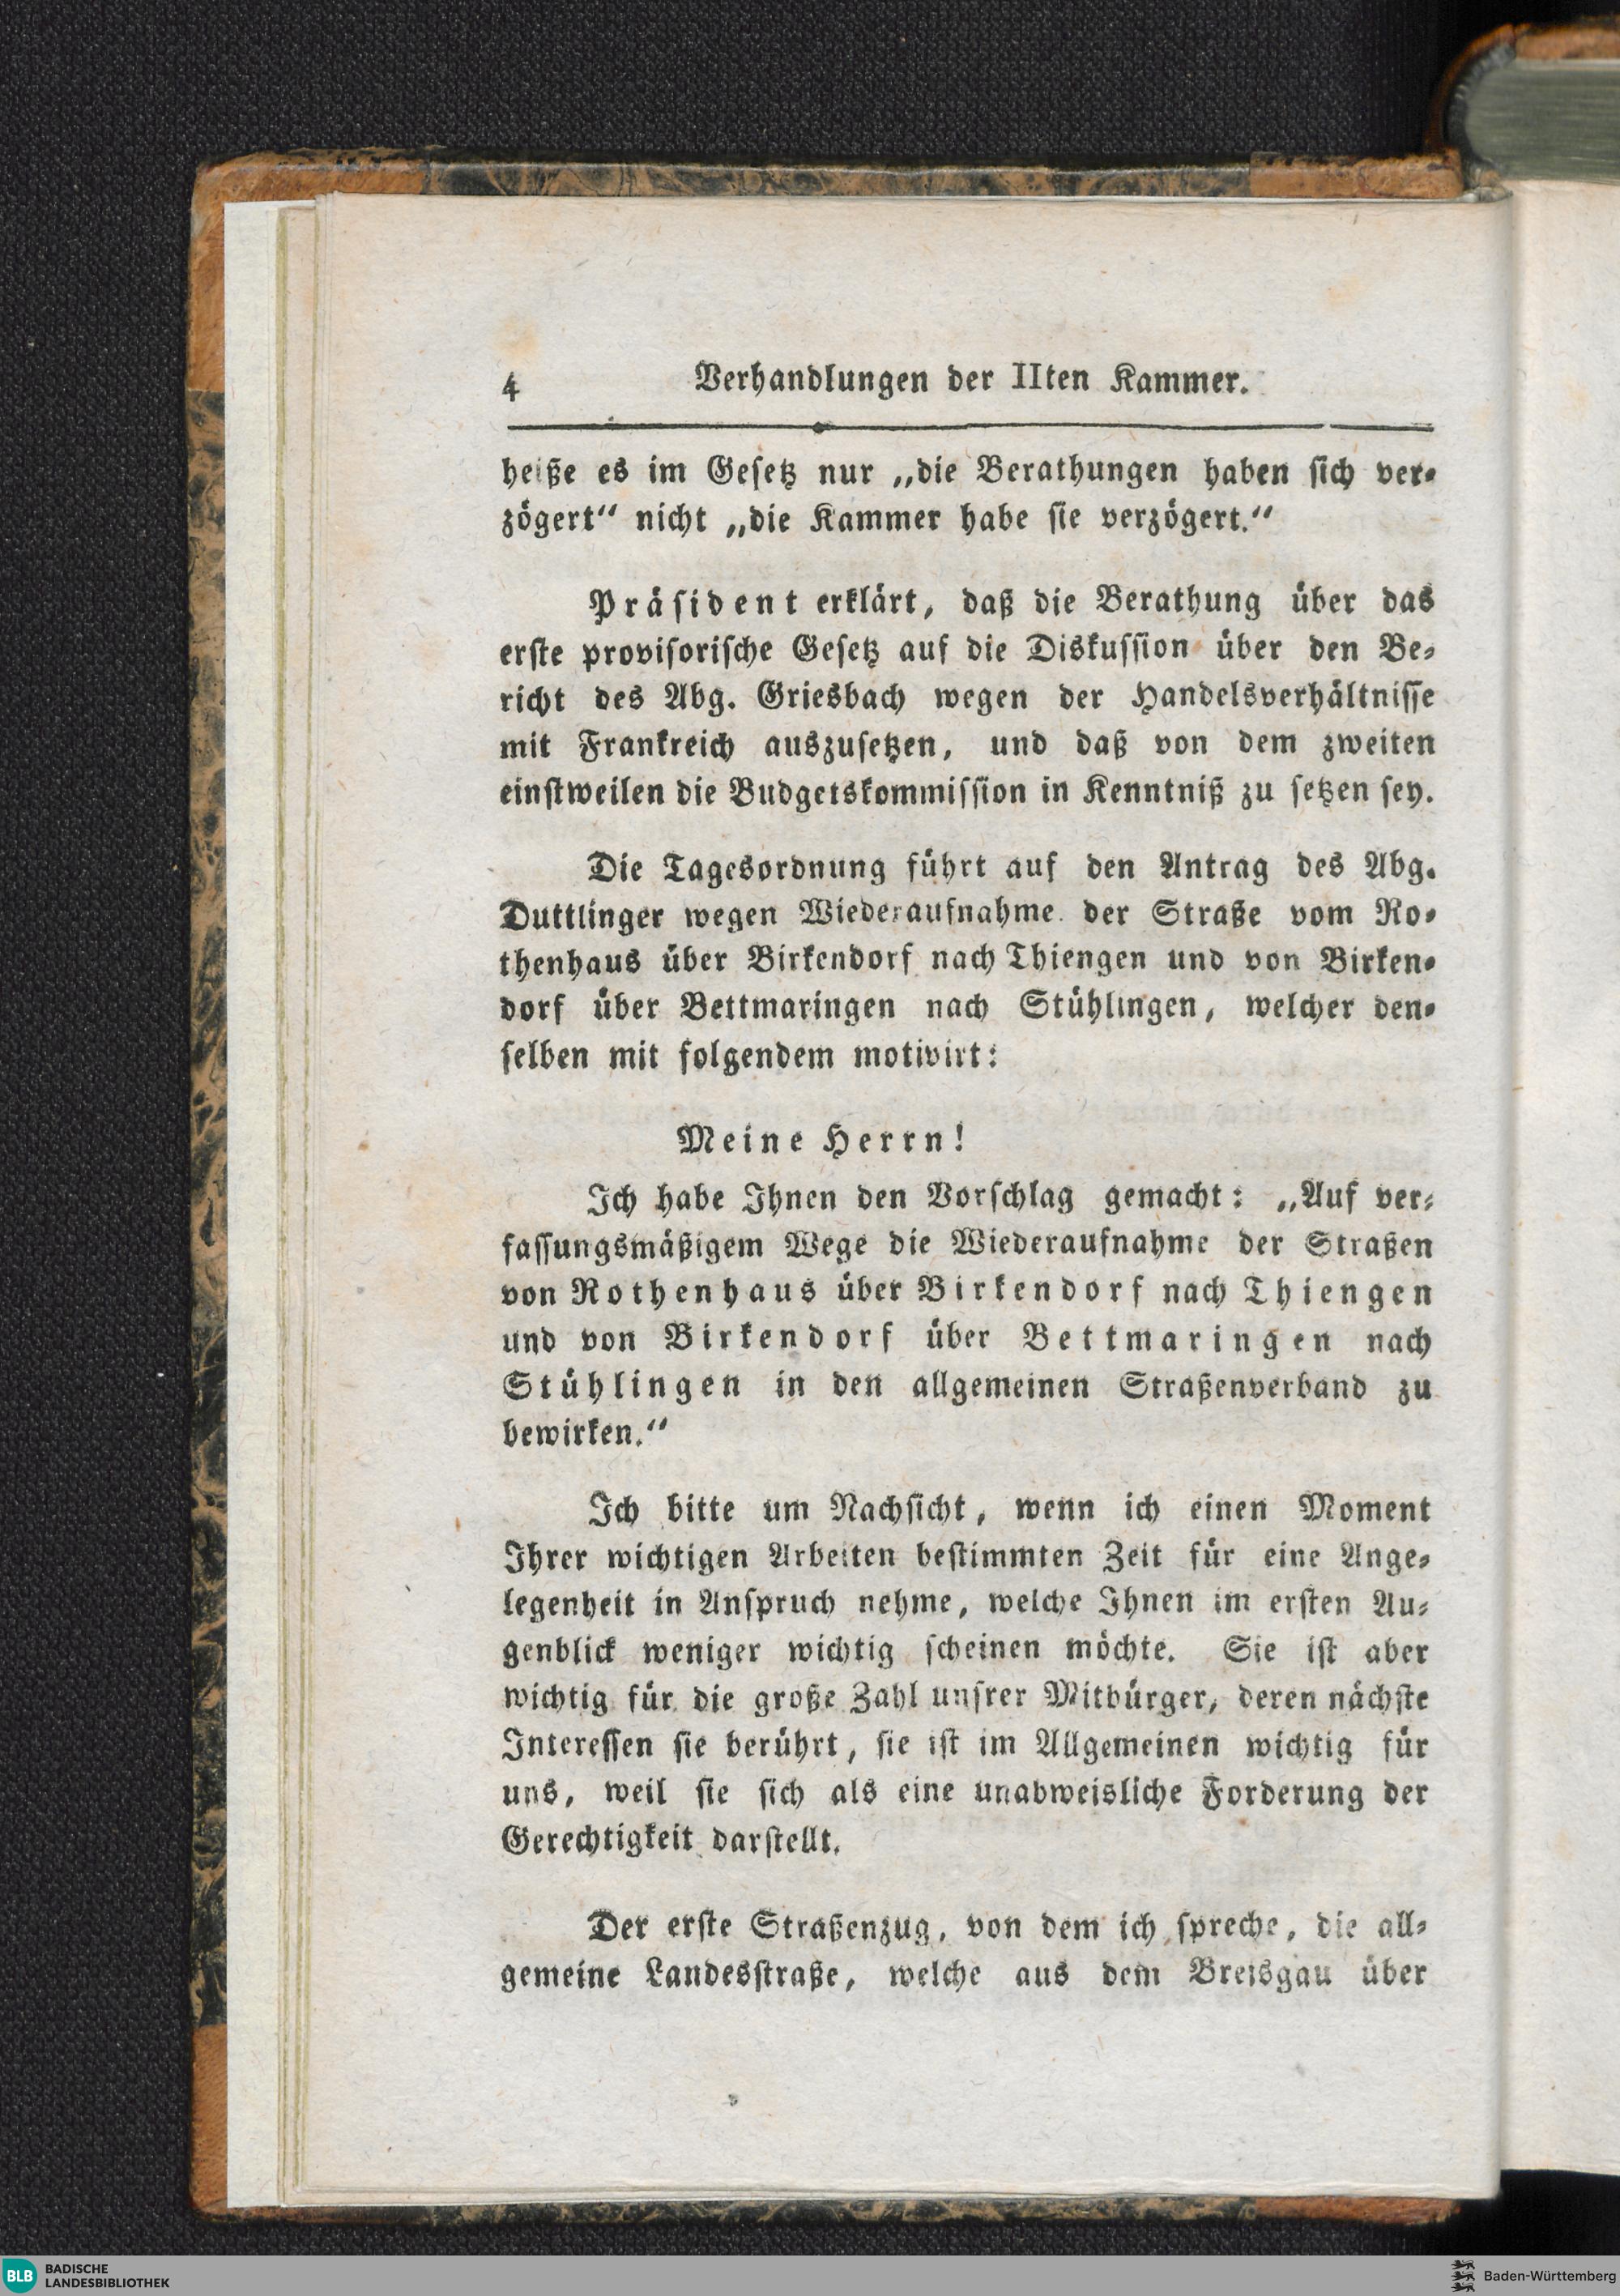 4 Verhandlungen der IIten Kammer.
heiße es im Gesetz nur „die Berathungen haben sich ver-
zögert“ nicht „die Kammer habe sie verzögert.“
Präsident erklärt, daß die Berathung über das
erste provisorische Gesetz auf die Diskussion über den Be-
richt des Abg. Griesbach wegen der Handelsverhältnisse
mit Frankreich auszusetzen, und daß von dem zweiten
einstweilen die Budgetskommission in Kenntniß zu setzen sey.
Die Tagesordnung führt auf den Antrag des Abg.
Duttlinger wegen Wiederaufnahme der Straße vom Ro-
thenhaus über Birkendorf nach Thiengen und von Birken-
dorf über Bettmaringen nach Stühlingen, welcher den-
selben mit folgendem motivirt:
Meine Herrn!
Ich habe Ihnen den Vorschlag gemacht: „Auf ver-
fassungsmäßigem Wege die Wiederaufnahme der Straßen
von Rothenhaus über Birkendorf nach Thiengen
und von Birkendorf über Bettmaringen nach
Stühlingen in den allgemeinen Straßenverband zu
bewirken.“
Ich bitte um Nachsicht, wenn ich einen Moment
Ihrer wichtigen Arbeiten bestimmten Zeit für eine Ange-
legenheit in Anspruch nehme, welche Ihnen im ersten Au-
genblick weniger wichtig scheinen möchte. Sie ist aber
wichtig für die große Zahl unsrer Mitbürger, deren nächste
Interessen sie berührt, sie ist im Allgemeinen wichtig für
uns, weil sie sich als eine unabweisliche Forderung der
Gerechtigkeit darstellt.
Der erste Straßenzug, von dem ich spreche, die all-
gemeine Landesstraße, welche aus dem Breisgau über
BLB BADISCHE
LANDESBIBLIOTHEK
Baden-Württemberg